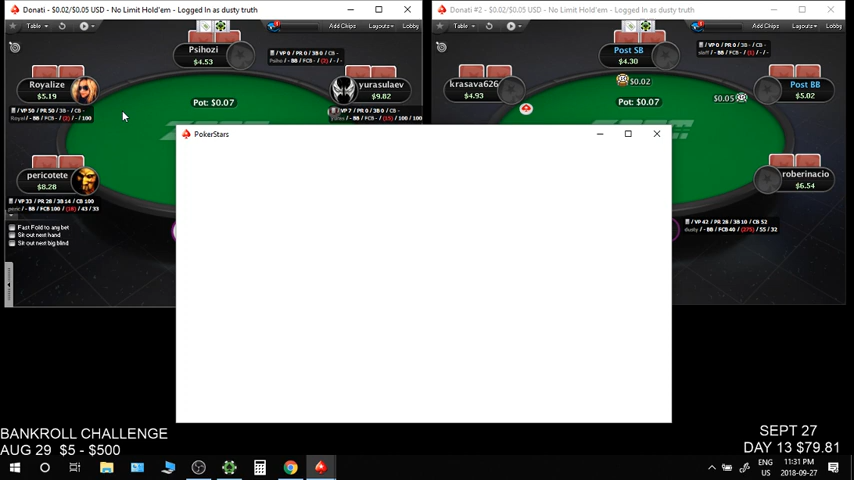 Donati - $0.02/$0.05 USD - No Limit Hold'em - Logged In as dusty truth
Table
Add Chips
Layouts
Lobby
Psihozi
$4.53
Royalize
$5.19
yurasulaev
$9.82
Pot: $0.07
pericotete
$8.28
Fast Fold to any bet
Sit out next hand
Sit out next big blind
Donati #2 - $0.02/$0.05 USD - No Limit Hold'em - Logged In as dusty truth
Table
Add Chips
Layouts
Lobby
Post SB
$4.30
$0.02
krasava626
$4.93
Pot: $0.07
$0.05
Post BB
$5.02
roberinacio
$6.54
PokerStars
BANKROLL CHALLENGE
AUG 29 $5 - $500
SEPT 27
DAY 13 $79.81
ENG
US
11:31 PM
2018-09-27